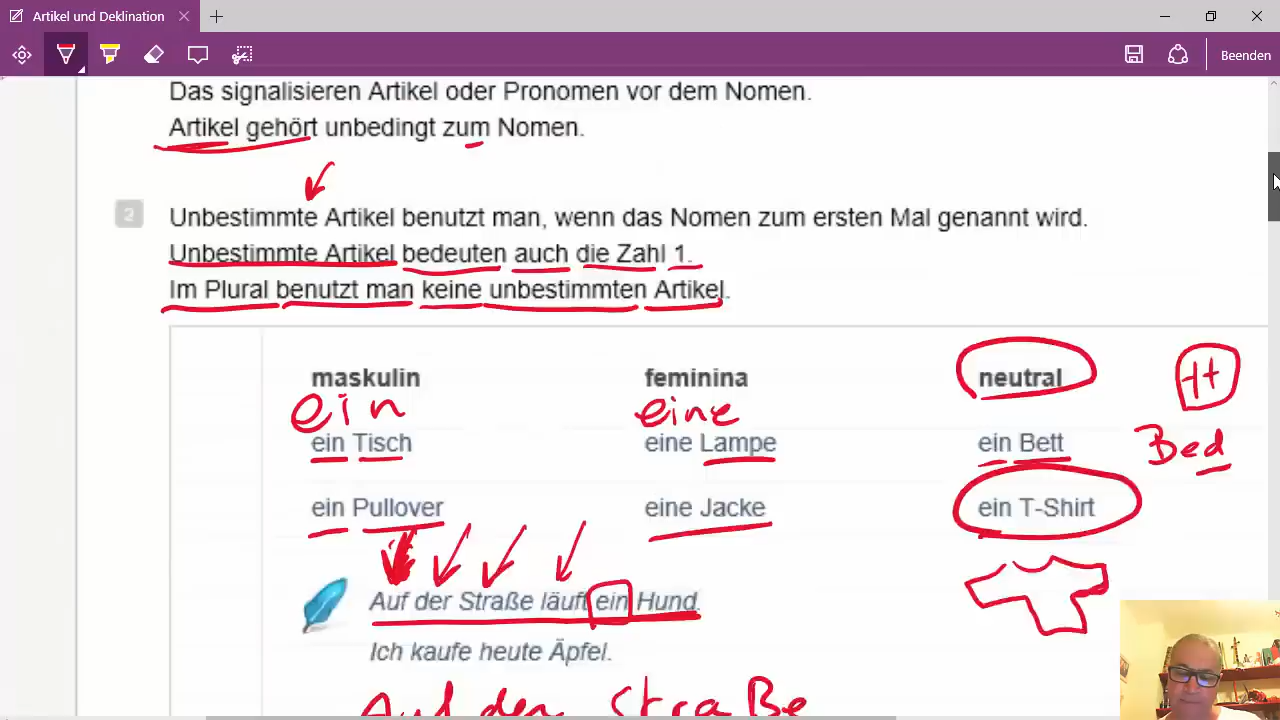 Artikel und Deklination
Beenden
Das signalisieren Artikel oder Pronomen vor dem Nomen.
Artikel gehört unbedingt zum Nomen.
2
Unbestimmte Artikel benutzt man, wenn das Nomen zum ersten Mal genannt wird.
Unbestimmte Artikel bedeuten auch die Zahl 1.
Im Plural benutzt man keine unbestimmten Artikel.
maskulin feminina neutral
ein eine
ein Tisch eine Lampe ein Bett Bed
ein Pullover eine Jacke ein T-Shirt
Auf der Straße läuft ein Hund.
Ich kaufe heute Äpfel.
Auf der Straße